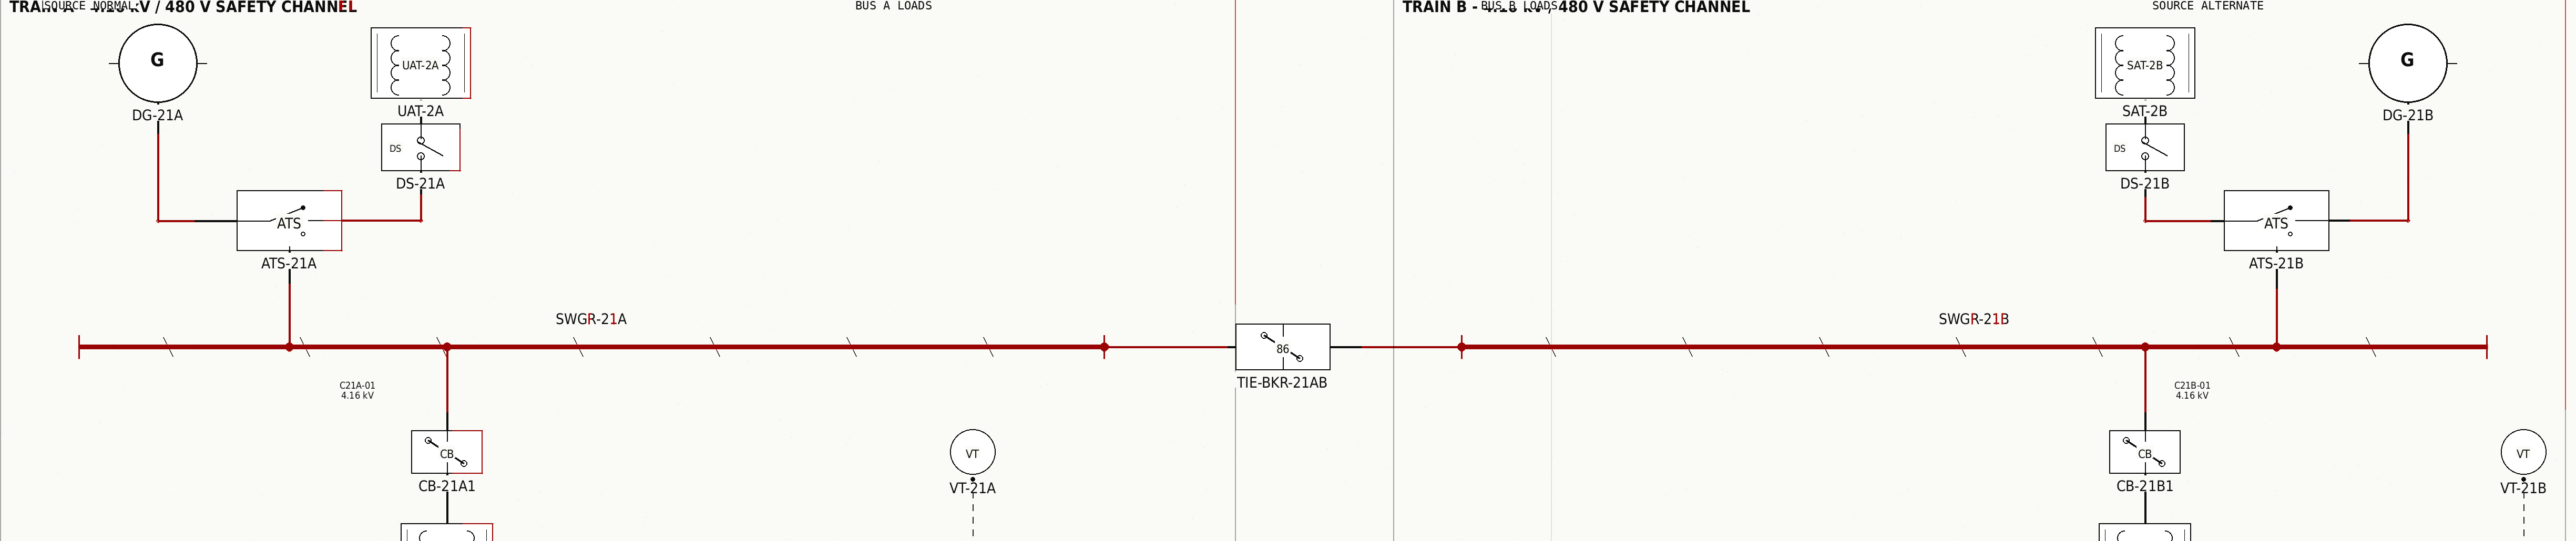 TRAIN V / 480 V SAFETY CHANNEL
SOURCE NORMAL
BUS A LOADS
TRAIN B - / 480 V SAFETY CHANNEL
BUS B LOADS
SOURCE ALTERNATE
G
DG-21A
UAT-2A
UAT-2A
DS
DS-21A
ATS
ATS-21A
SAT-2B
SAT-2B
DS
DS-21B
G
DG-21B
ATS
ATS-21B
SWGR-21A
86
TIE-BKR-21AB
SWGR-21B
C21A-01
4.16 kV
CB
CB-21A1
VT
VT-21A
C21B-01
4.16 kV
CB
CB-21B1
VT
VT-21B